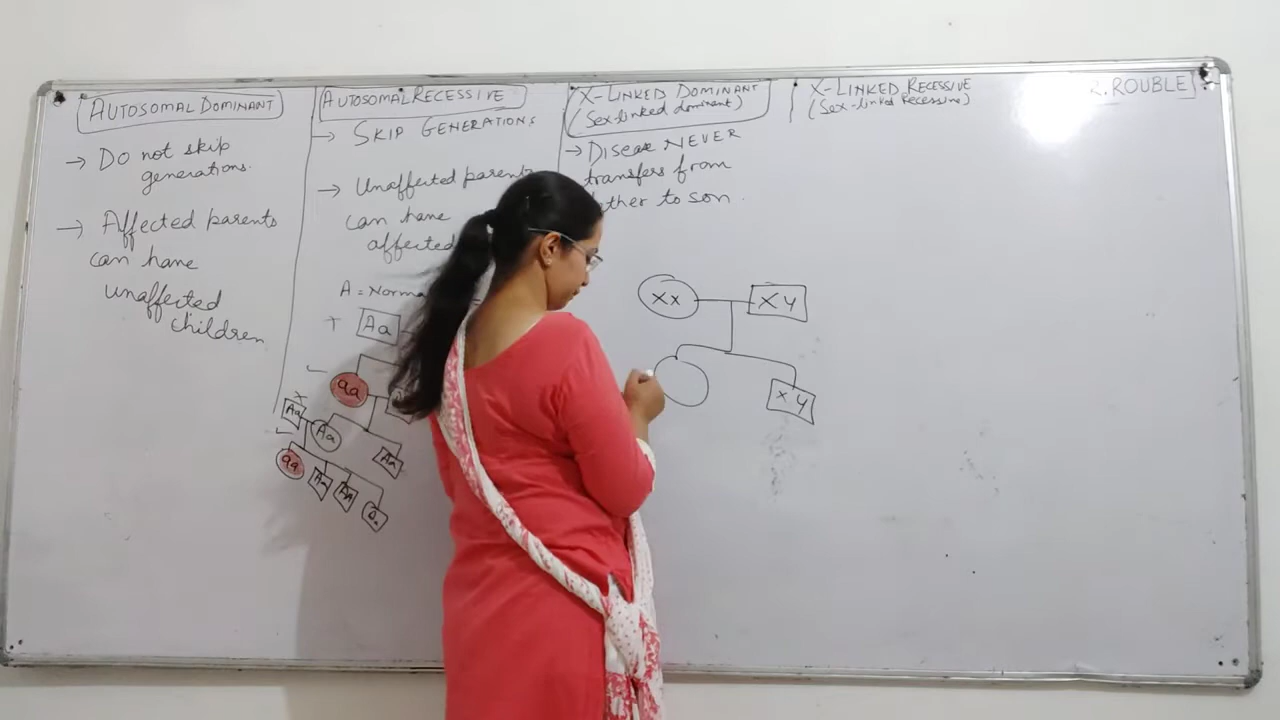 AUTOSOMAL DOMINANT
→ Do not skip
generations.
→ Affected parents
can have
unaffected
children
AUTOSOMAL RECESSIVE
→ SKIP GENERATIONS
→ Unaffected parents
can have
affected
A = Norma
Aa
aa
Aa
Aa
Aa
aa
X-LINKED DOMINANT
(Sex-linked dominant)
→ Disease NEVER
transfers from
ather to son.
Xx
XY
XY
X-LINKED RECESSIVE
(Sex-linked Recessive)
R. ROUBLE